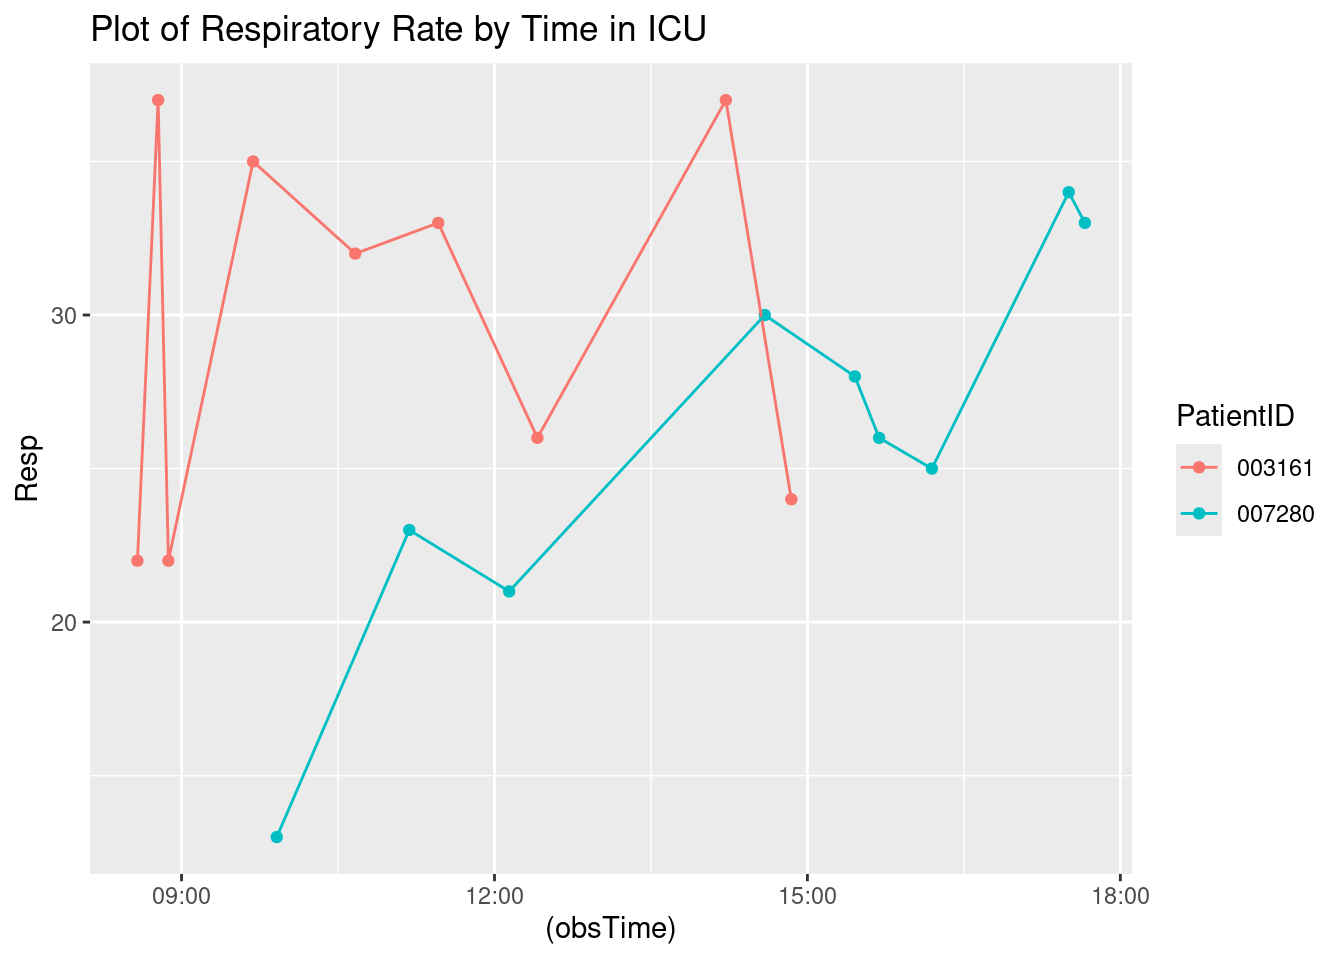 Plot of Respiratory Rate by Time in ICU
Resp
30
20
09:00
12:00
15:00
18:00
(obsTime)
PatientID
003161
007280